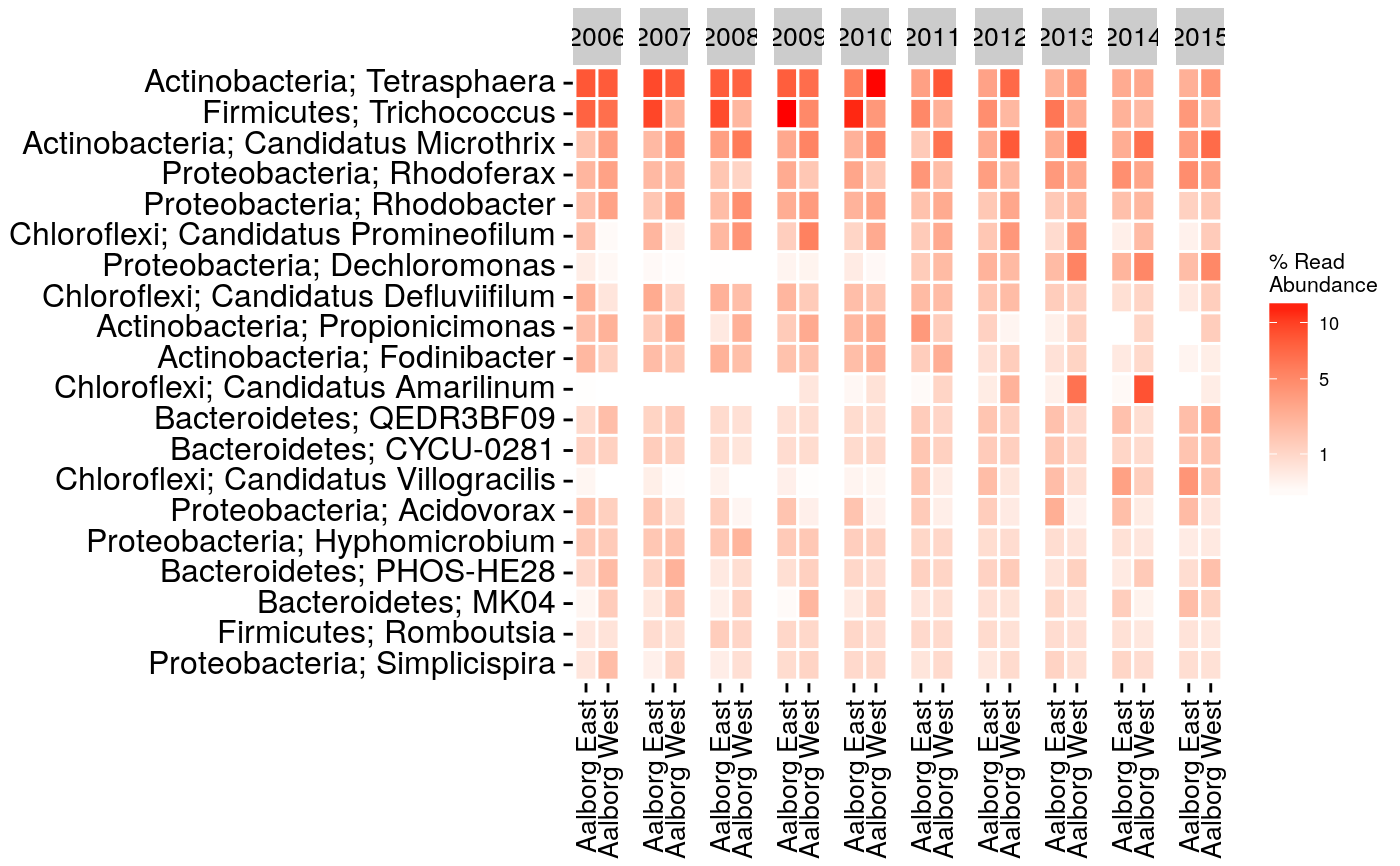 2006 2007 2008 2009 2010 2011 2012 2013 2014 2015
Actinobacteria; Tetrasphaera
Firmicutes; Trichococcus
Actinobacteria; Candidatus Microthrix
Proteobacteria; Rhodoferax
Proteobacteria; Rhodobacter
Chloroflexi; Candidatus Promineofilum
Proteobacteria; Dechloromonas
Chloroflexi; Candidatus Defluviifilum
Actinobacteria; Propionicimonas
Actinobacteria; Fodinibacter
Chloroflexi; Candidatus Amarilinum
Bacteroidetes; QEDR3BF09
Bacteroidetes; CYCU-0281
Chloroflexi; Candidatus Villogracilis
Proteobacteria; Acidovorax
Proteobacteria; Hyphomicrobium
Bacteroidetes; PHOS-HE28
Bacteroidetes; MK04
Firmicutes; Romboutsia
Proteobacteria; Simplicispira
Aalborg East
Aalborg West
Aalborg East
Aalborg West
Aalborg East
Aalborg West
Aalborg East
Aalborg West
Aalborg East
Aalborg West
Aalborg East
Aalborg West
Aalborg East
Aalborg West
Aalborg East
Aalborg West
Aalborg East
Aalborg West
Aalborg East
Aalborg West
% Read
Abundance
10
5
1